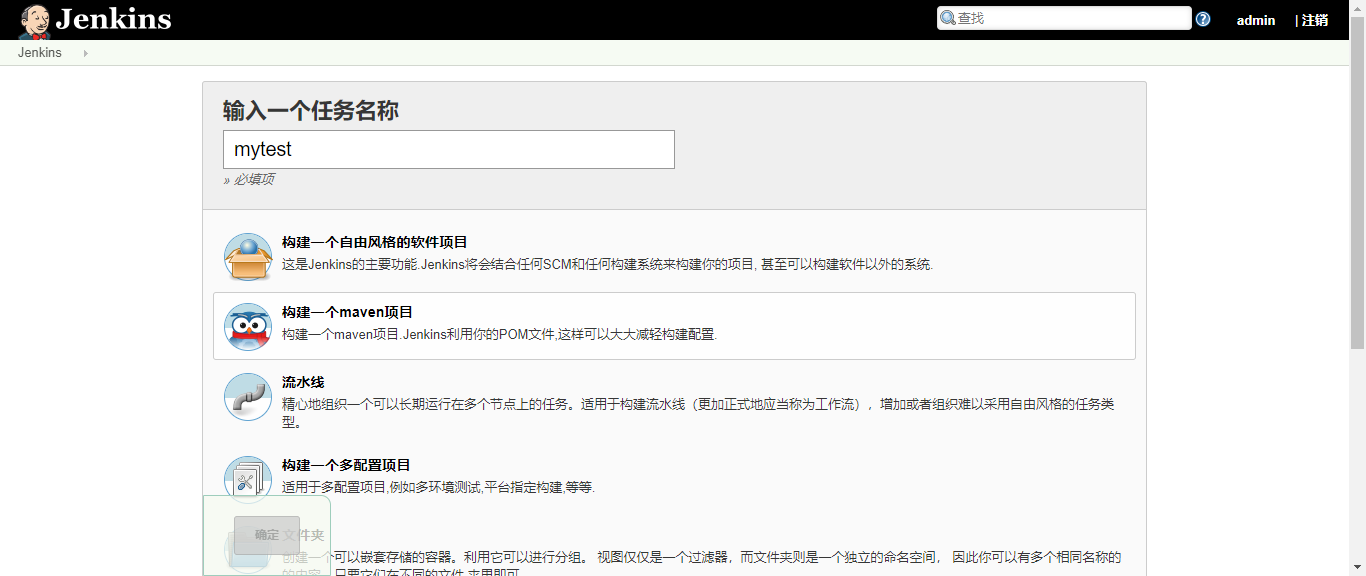 Jenkins
查找
admin
| 注销
Jenkins
输入一个任务名称
mytest
» 必填项
构建一个自由风格的软件项目
这是Jenkins的主要功能.Jenkins将会结合任何SCM和任何构建系统来构建你的项目, 甚至可以构建软件以外的系统.
构建一个maven项目
构建一个maven项目.Jenkins利用你的POM文件,这样可以大大减轻构建配置.
流水线
精心地组织一个可以长期运行在多个节点上的任务。适用于构建流水线（更加正式地应当称为工作流），增加或者组织难以采用自由风格的任务类
型。
构建一个多配置项目
适用于多配置项目,例如多环境测试,平台指定构建,等等.
确定
文件夹
创建一个可以嵌套存储的容器。利用它可以进行分组。 视图仅仅是一个过滤器，而文件夹则是一个独立的命名空间， 因此你可以有多个相同名称的
的内容，只要它们在不同的文件 夹里即可。